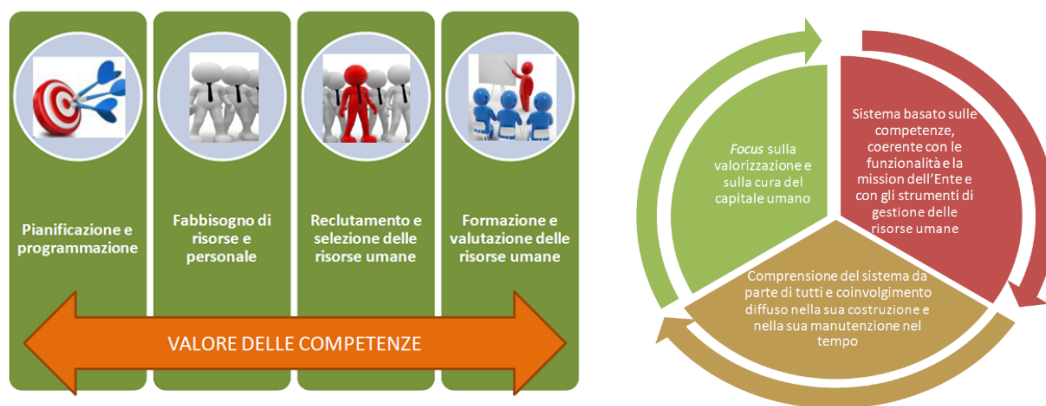 Pianificazione e
programmazione
Fabbisogno di
risorse e
personale
Reclutamento e
selezione delle
risorse umane
Formazione e
valutazione delle
risorse umane
VALORE DELLE COMPETENZE
Focus sulla
valorizzazione e
sulla cura del
capitale umano
Sistema basato sulle
competenze,
coerente con le
funzionalità e la
mission dell'Ente e
con gli strumenti di
gestione delle
risorse umane
Comprensione del sistema da
parte di tutti e coinvolgimento
diffuso nella sua costruzione e
nella sua manutenzione nel
tempo